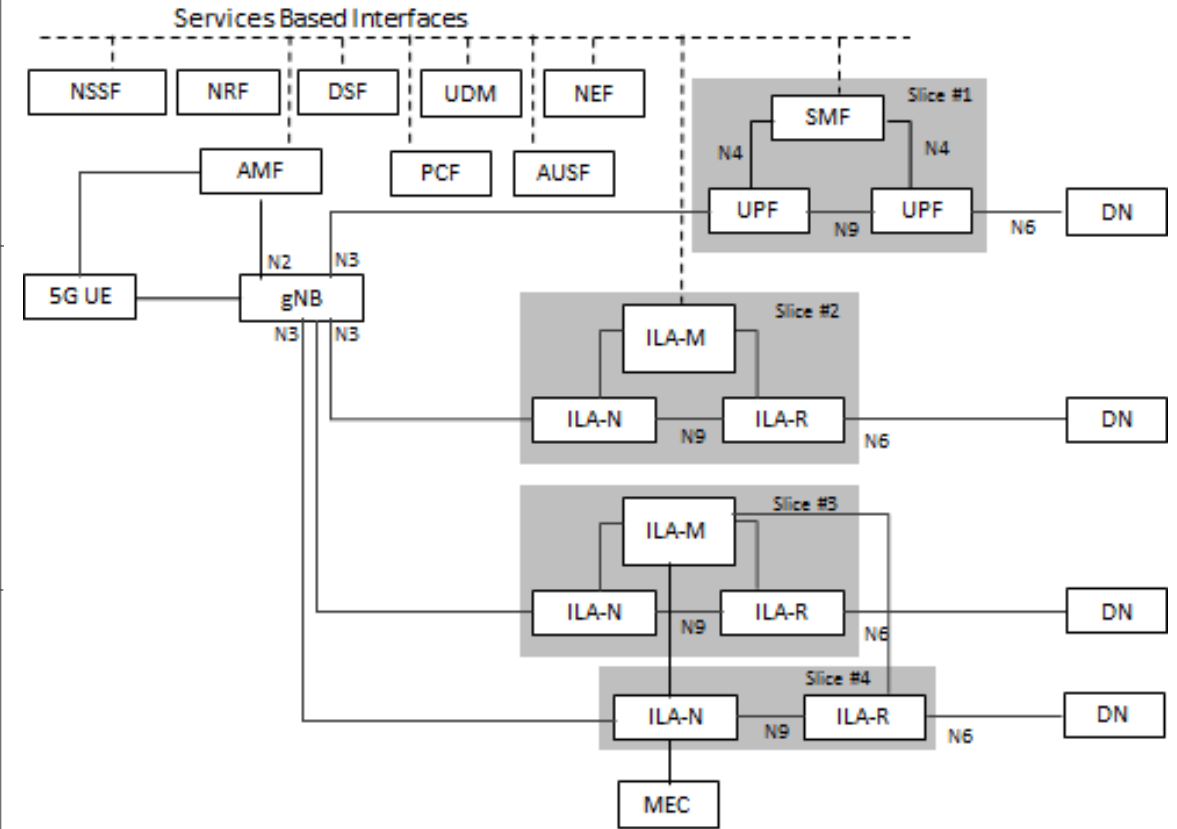 Services Based Interfaces
NSSF
NRF
DSF
UDM
NEF
Slice #1
SMF
N4
N4
AMF
PCF
AUSF
UPF
UPF
DN
N9
N6
N2
N3
5G UE
gNB
N3
N3
Slice #2
ILA-M
ILA-N
ILA-R
DN
N9
N6
Slice #3
ILA-M
ILA-N
ILA-R
DN
N9
N6
Slice #4
ILA-N
ILA-R
DN
N9
N6
MEC